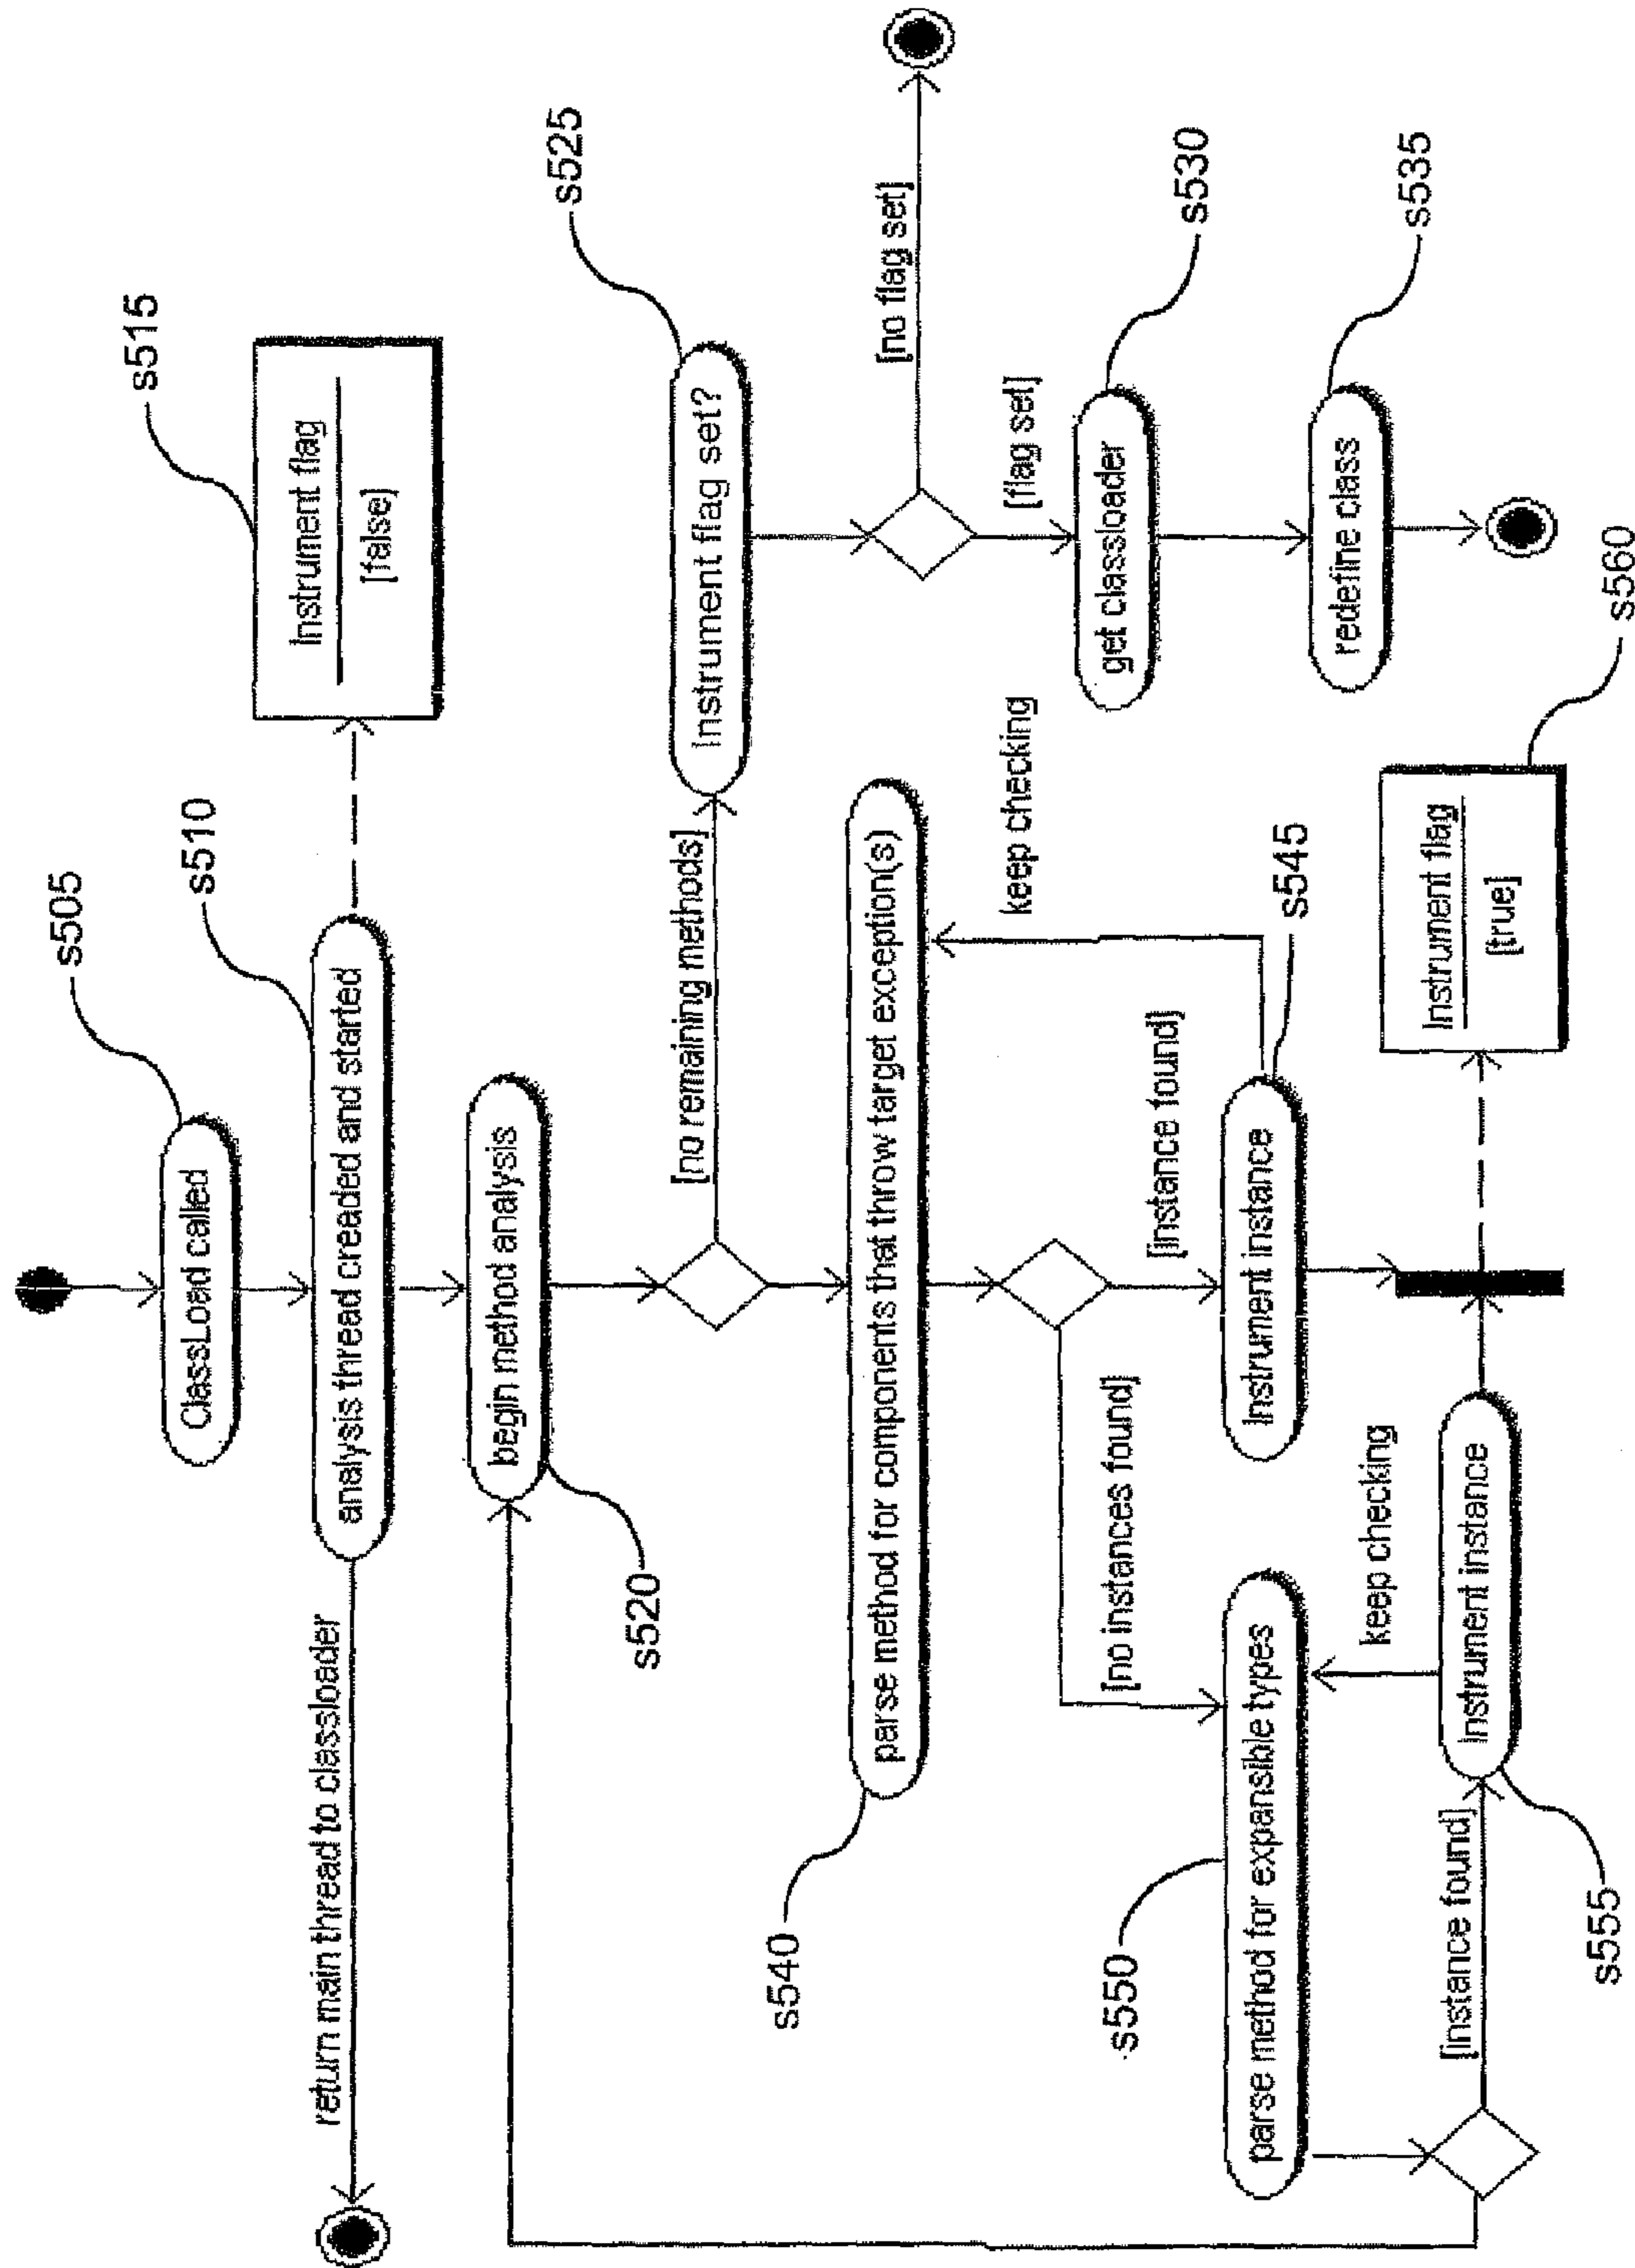 s505
ClassLoad called
s510
analysis thread creaded and started
return main thread to classloader
s515
Instrument flag
[false]
s520
begin method analysis
[no remaining methods]
s525
Instrument flag set?
[no flag set]
[flag set]
s530
get classloader
s535
redefine class
s540
parse method for components that throw target exception(s)
keep checking
[no instances found]
[instance found]
s545
Instrument instance
s550
parse method for expansible types
keep checking
[instance found]
s555
Instrument instance
s560
Instrument flag
[true]